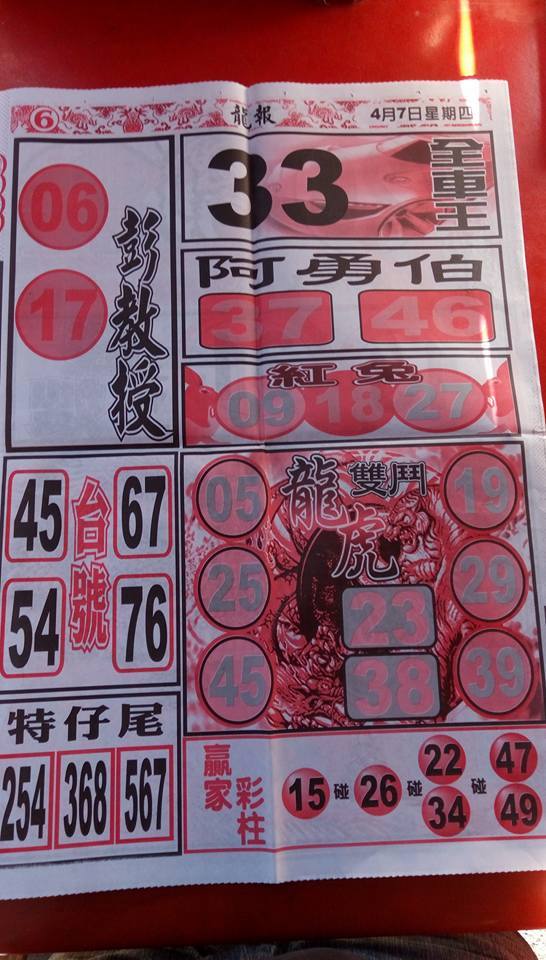 6 龍報 4月7日星期四
06
17
彭教授
33
全車王
阿勇伯
37 46
紅兔
09 18 27
45 67
台號
54 76
龍虎雙鬥
05 19
25 29
23
45 39
38
特仔尾
254 368 567
贏家彩柱
15 碰 26 碰 22 34 碰 47 49